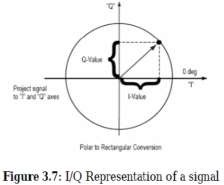 "Q"
Q-Value
0 deg
"I"
Project signal
to "I" and "Q" axes
I-Value
Polar to Rectangular Conversion
Figure 3.7: I/Q Representation of a signal